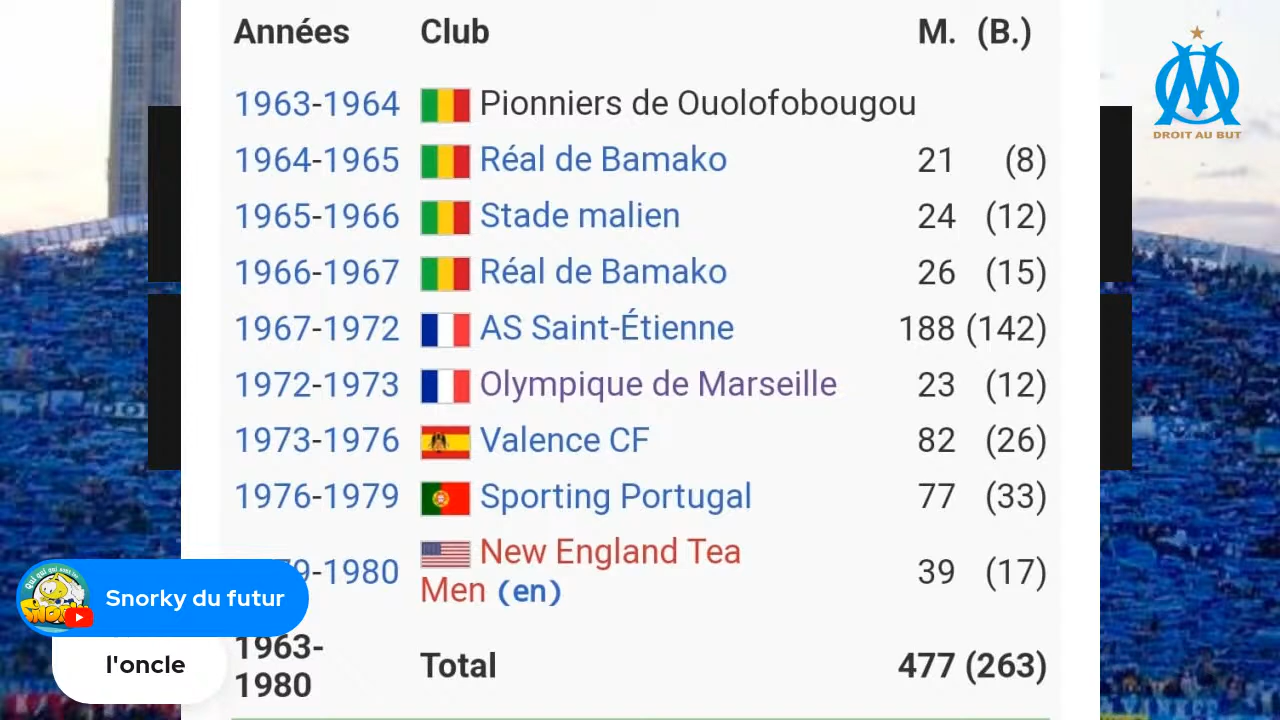 Années Club M. (B.)
1963-1964 Pionniers de Ouolofobougou
1964-1965 Réal de Bamako 21 (8)
1965-1966 Stade malien 24 (12)
1966-1967 Réal de Bamako 26 (15)
1967-1972 AS Saint-Étienne 188 (142)
1972-1973 Olympique de Marseille 23 (12)
1973-1976 Valence CF 82 (26)
1976-1979 Sporting Portugal 77 (33)
9-1980 New England Tea
Men (en) 39 (17)
1963-
1980 Total 477 (263)
DROIT AU BUT
Snorky du futur
l'oncle